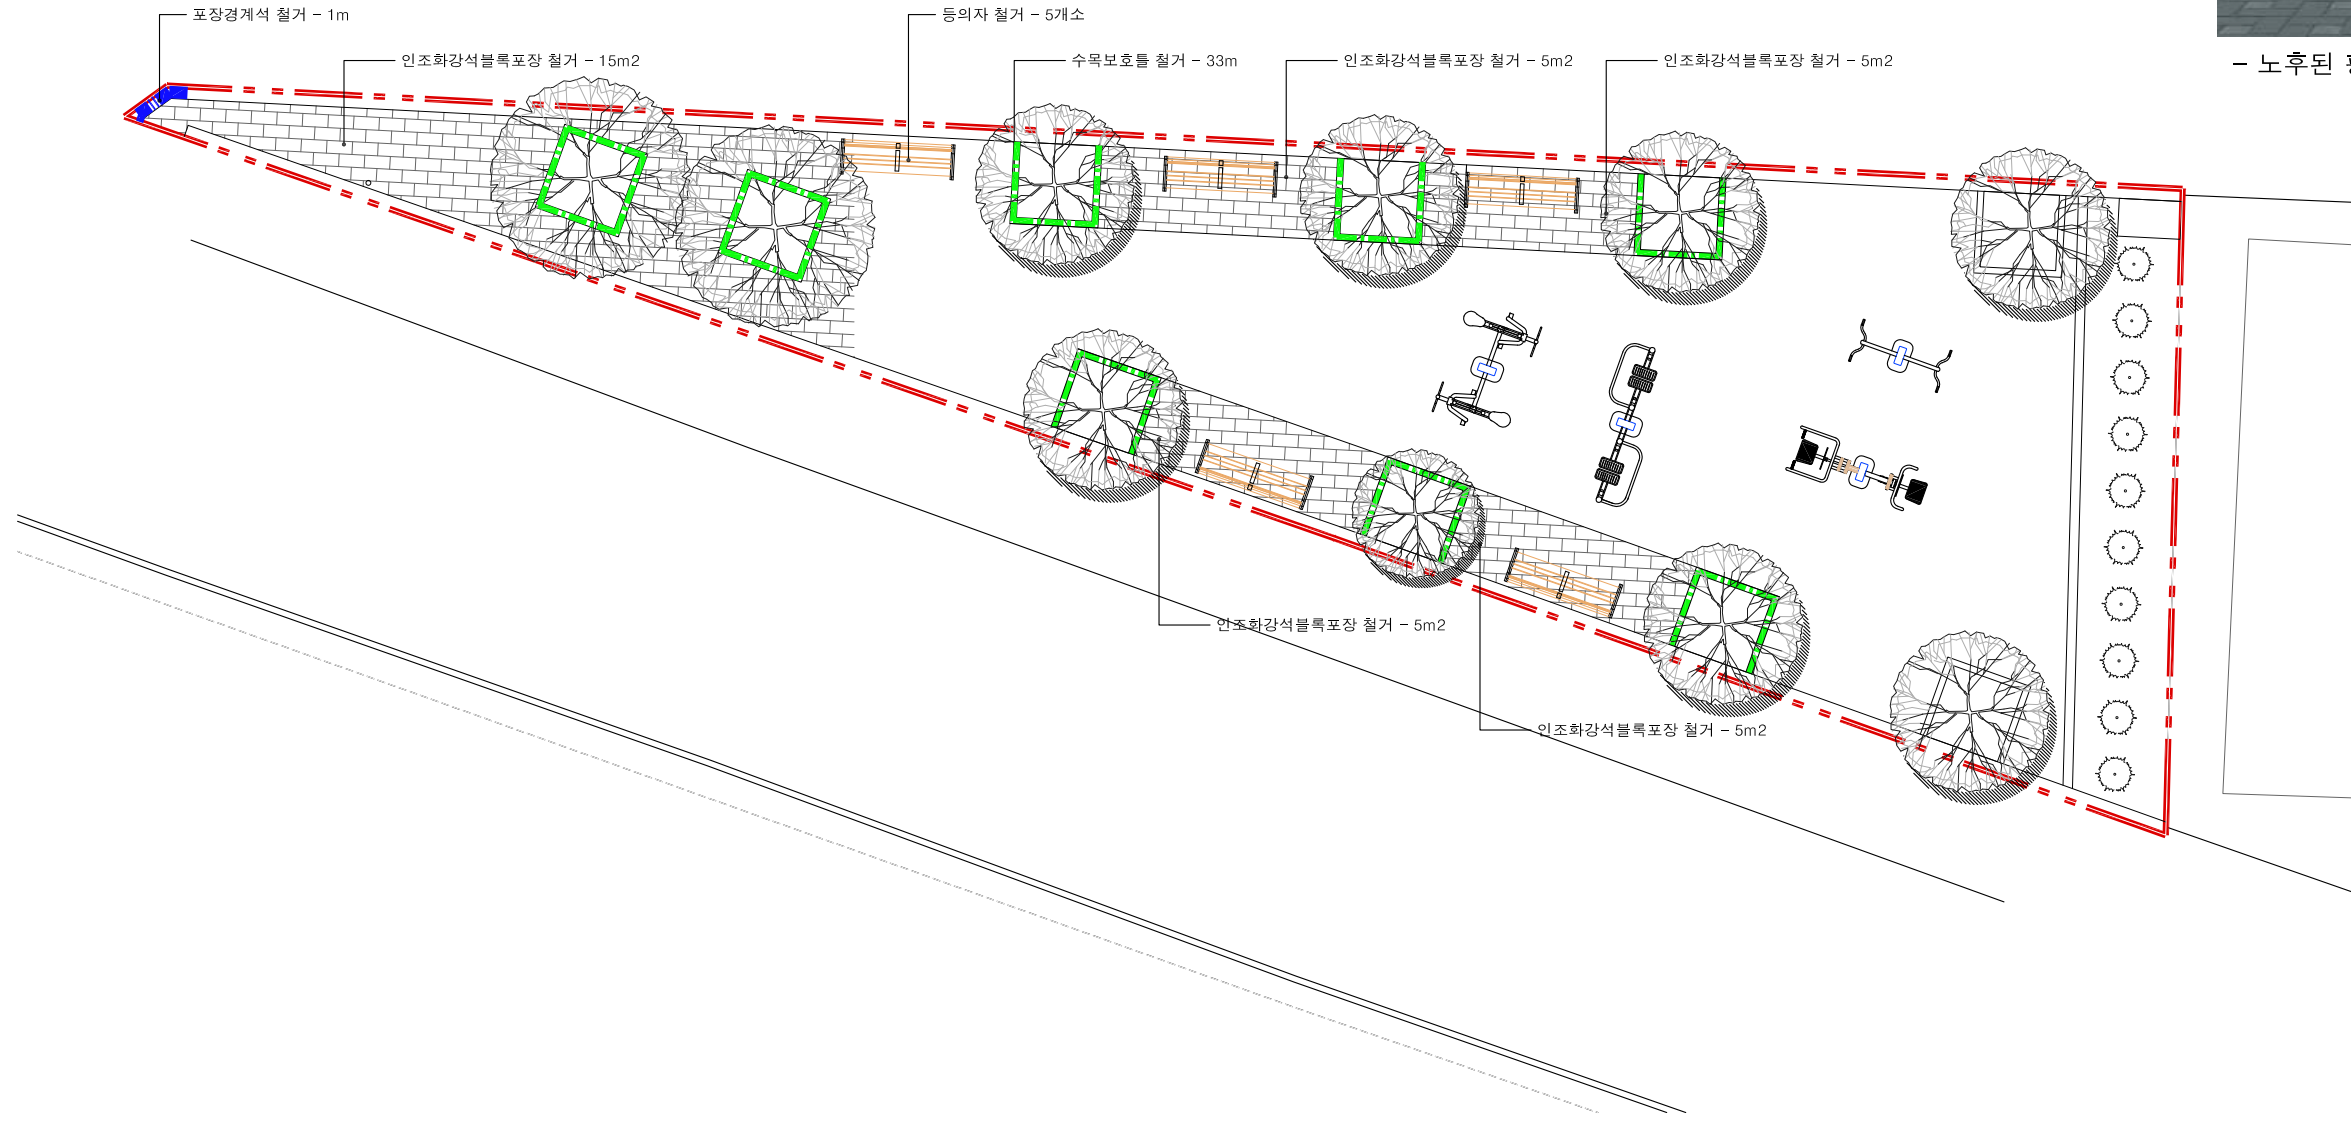 포장경계석 철거 - 1m
등의자 철거 - 5개소
인조화강석블록포장 철거 - 15m2
수목보호틀 철거 - 33m
인조화강석블록포장 철거 - 5m2
인조화강석블록포장 철거 - 5m2
- 노후된
인조화강석블록포장 철거 - 5m2
인조화강석블록포장 철거 - 5m2